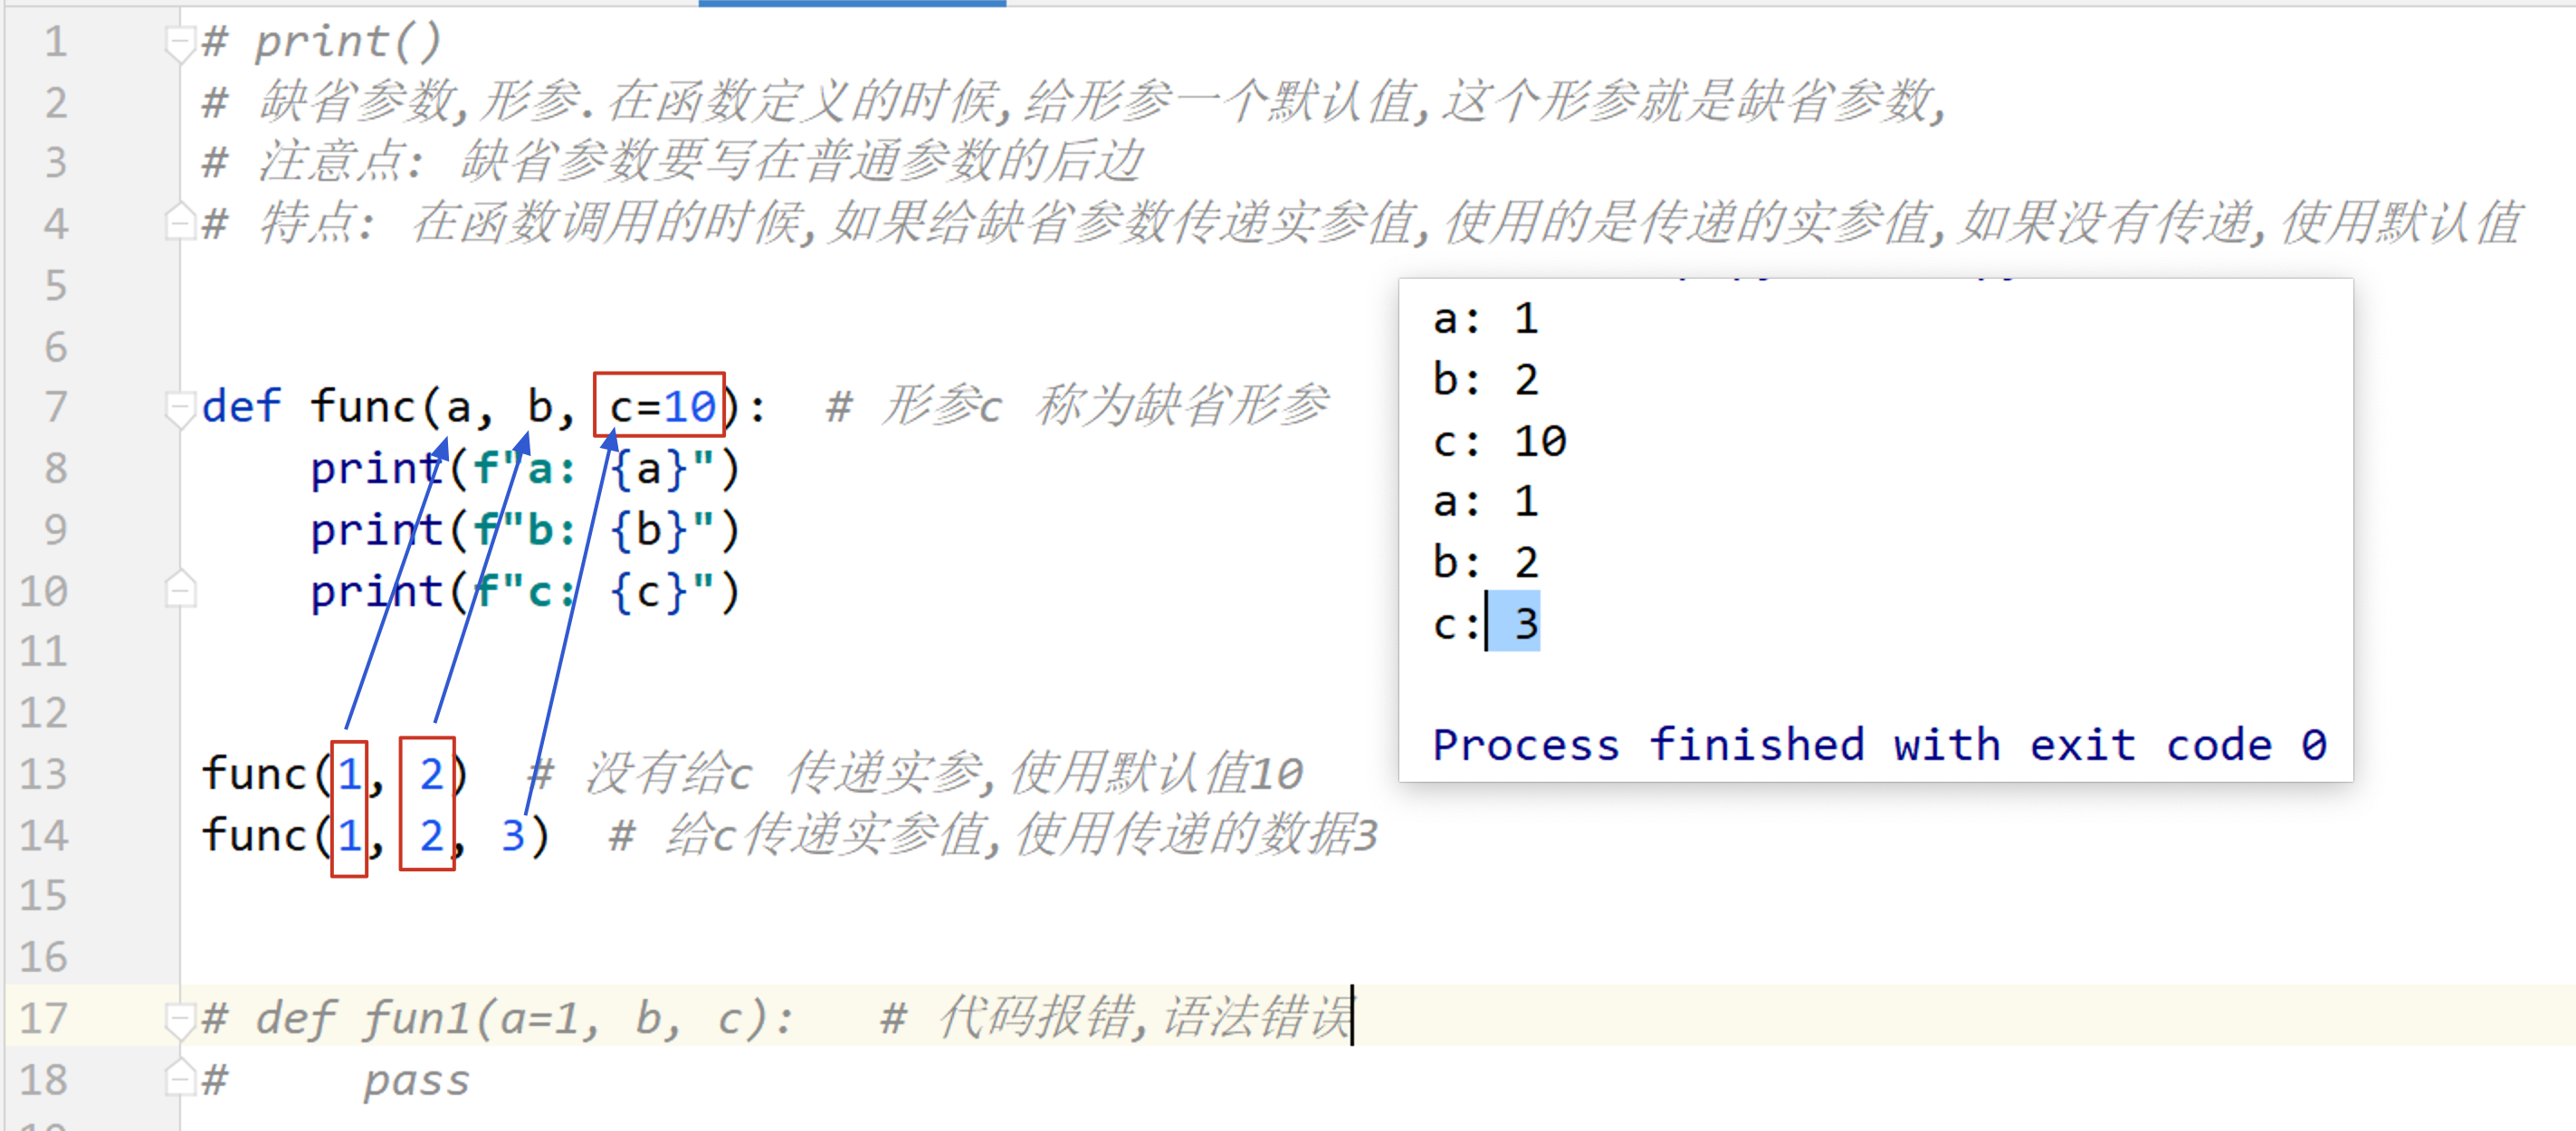 1 # print()
2 # 缺省参数,形参.在函数定义的时候,给形参一个默认值,这个形参就是缺省参数,
3 # 注意点: 缺省参数要写在普通参数的后边
4 # 特点: 在函数调用的时候,如果给缺省参数传递实参值,使用的是传递的实参值,如果没有传递,使用默认值
5
6
7 def func(a, b, c=10):  # 形参c 称为缺省形参
8     print(f"a: {a}")
9     print(f"b: {b}")
10     print(f"c: {c}")
11
12
13 func(1, 2)  # 没有给c 传递实参,使用默认值10
14 func(1, 2, 3)  # 给c传递实参值,使用传递的数据3
15
16
17 # def fun1(a=1, b, c):   # 代码报错,语法错误
18 #     pass
a: 1
b: 2
c: 10
a: 1
b: 2
c: 3
Process finished with exit code 0